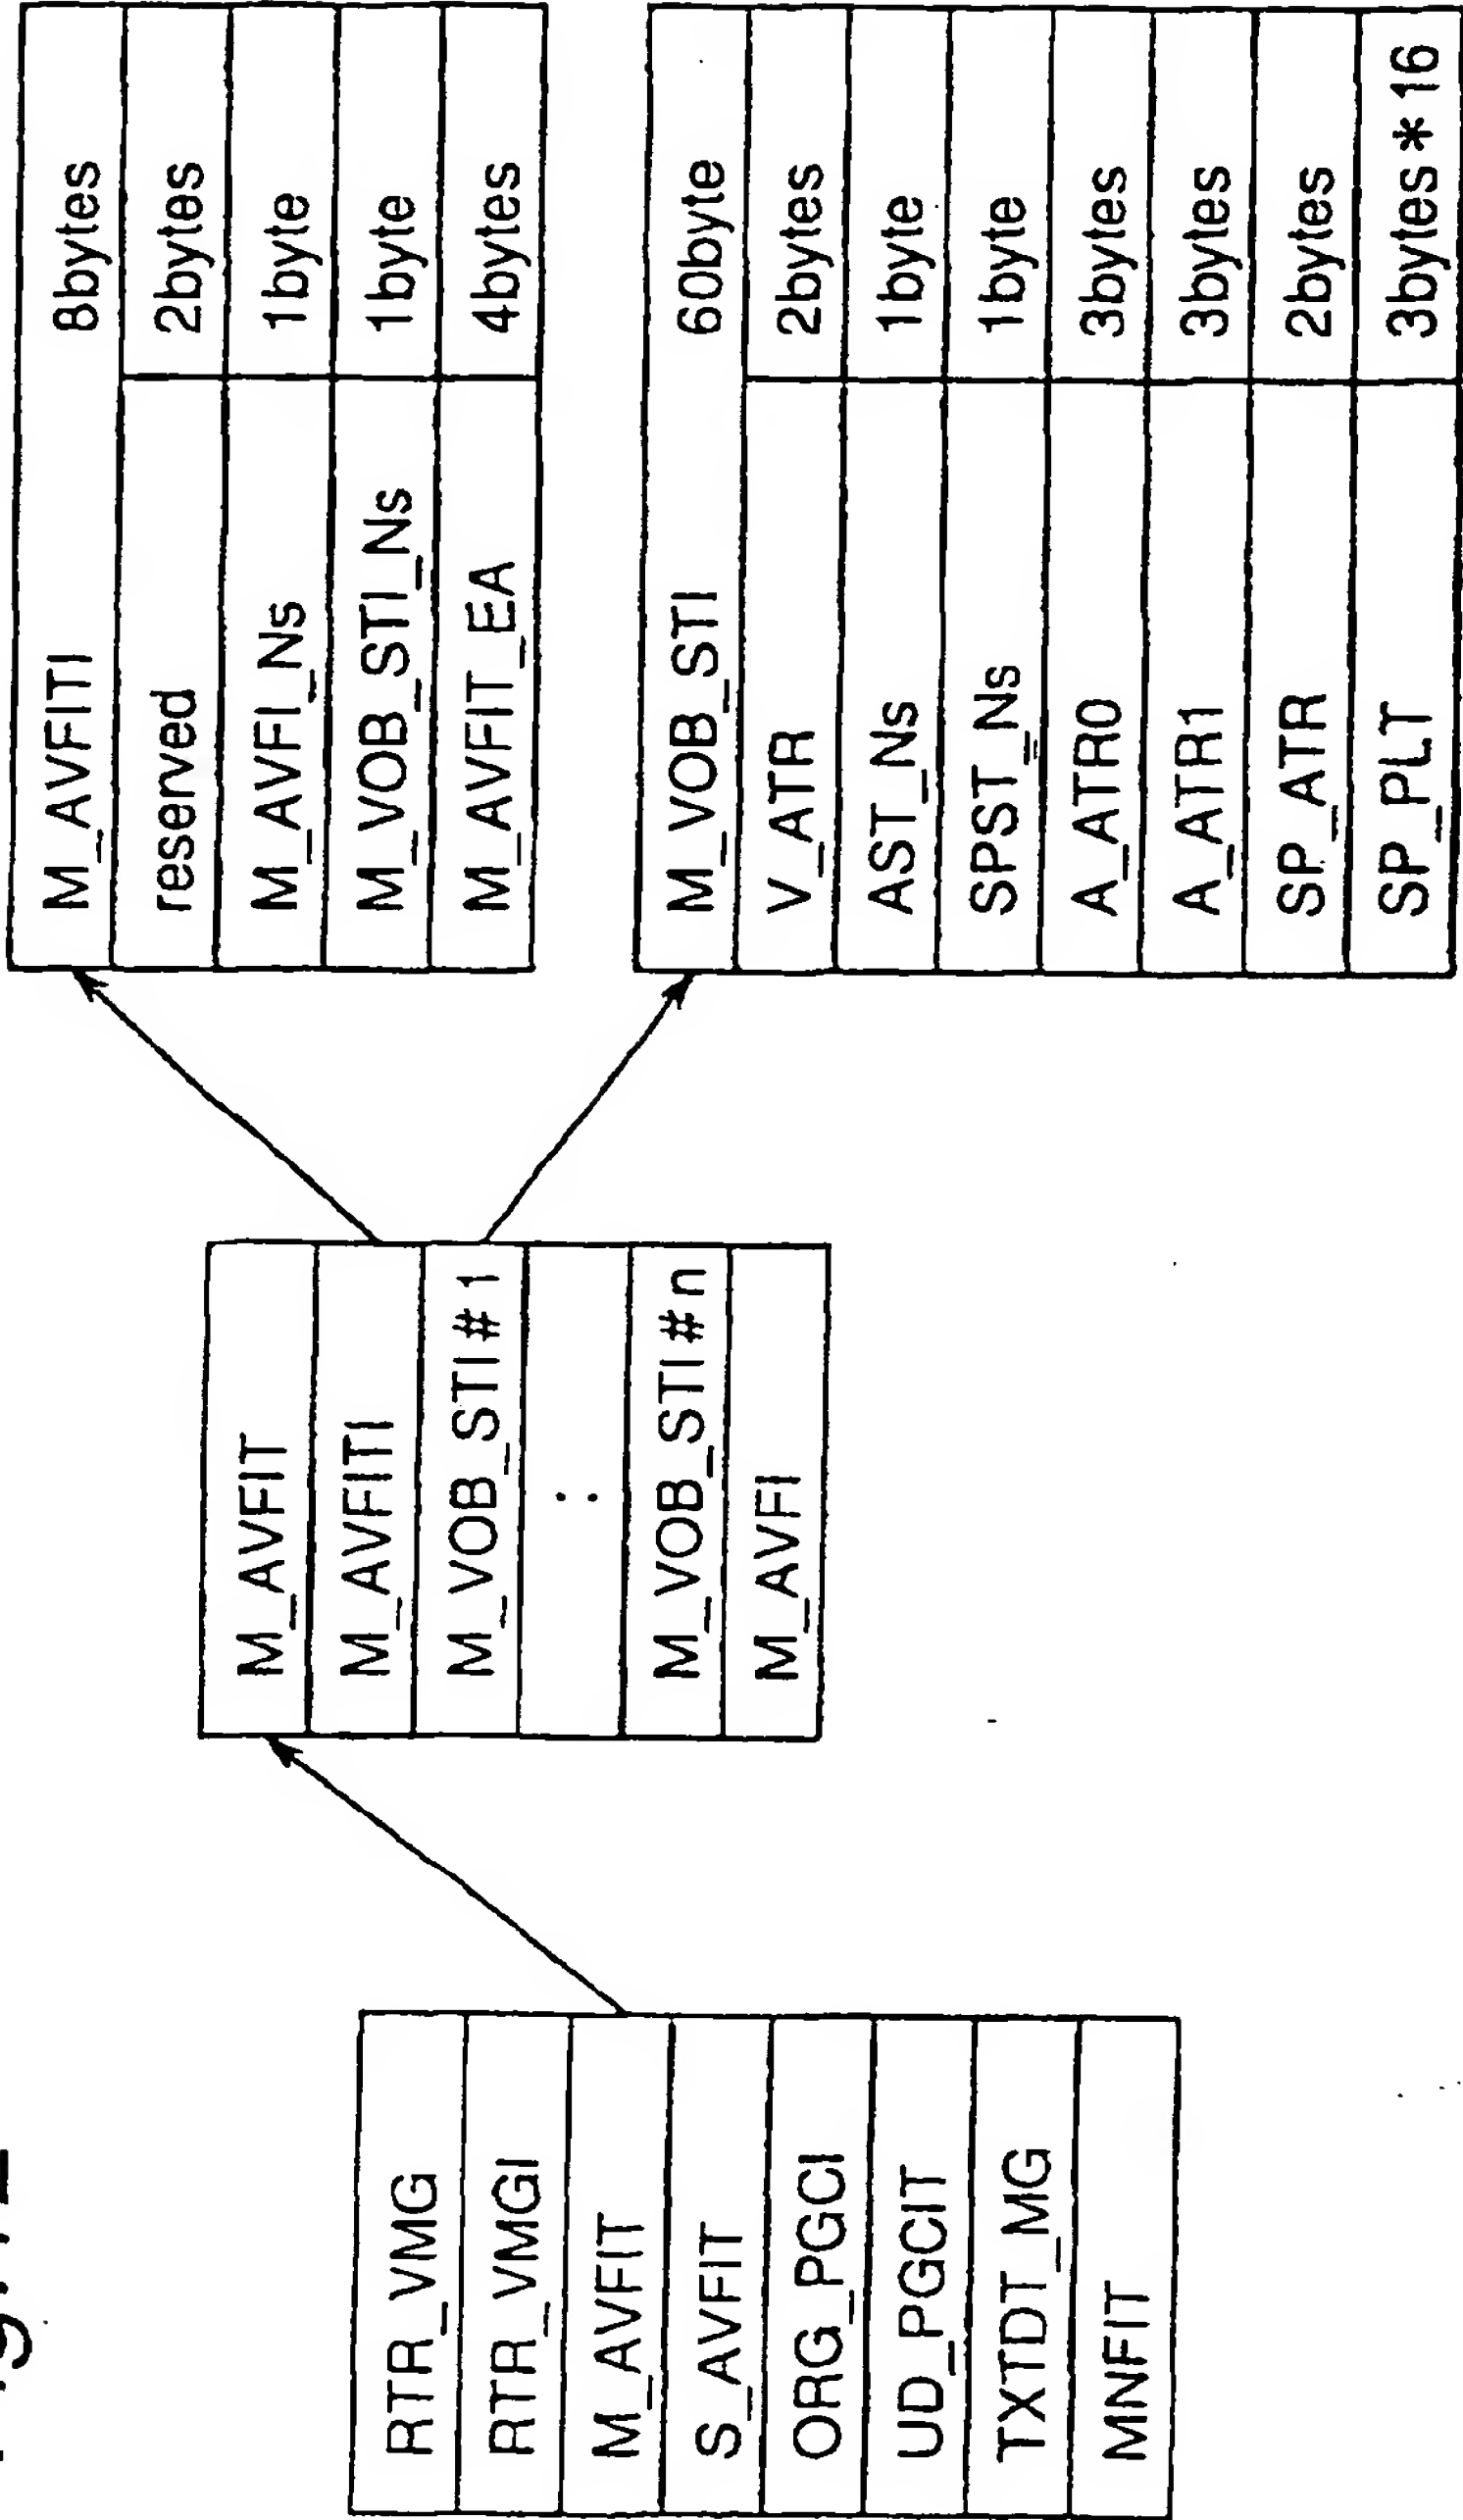 RTR_VMG
RTR_VMGI
M_AVFIT
S_AVFIT
ORG_PGCI
UD_PGCIT
TXTDT_MG
MNFIT
M_AVFIT
M_AVFITI
M_VOB_STI#1
:
M_VOB_STI#n
M_AVFI
M_AVFITI 8bytes
reserved 2bytes
M_AVFI_Ns 1byte
M_VOB_STI_Ns 1byte
M_AVFIT_EA 4bytes
M_VOB_STI 60byte
V_ATR 2bytes
AST_Ns 1byte
SPST_Ns 1byte
A_ATR0 3bytes
A_ATR1 3bytes
SP_ATR 2bytes
SP_PLT 3bytes*16